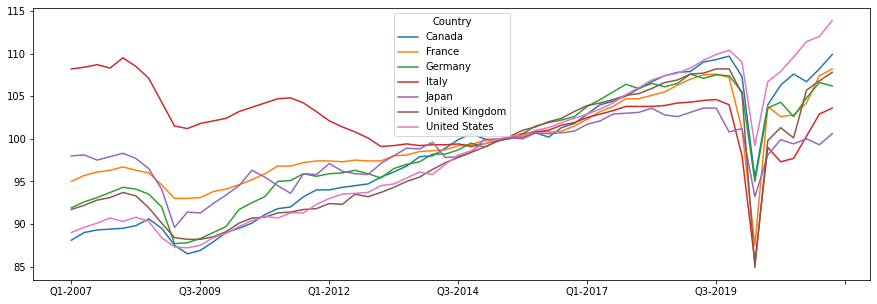 115
110
105
100
95
90
85
Country
Canada
France
Germany
Italy
Japan
United Kingdom
United States
Q1-2007
Q3-2009
Q1-2012
Q3-2014
Q1-2017
Q3-2019